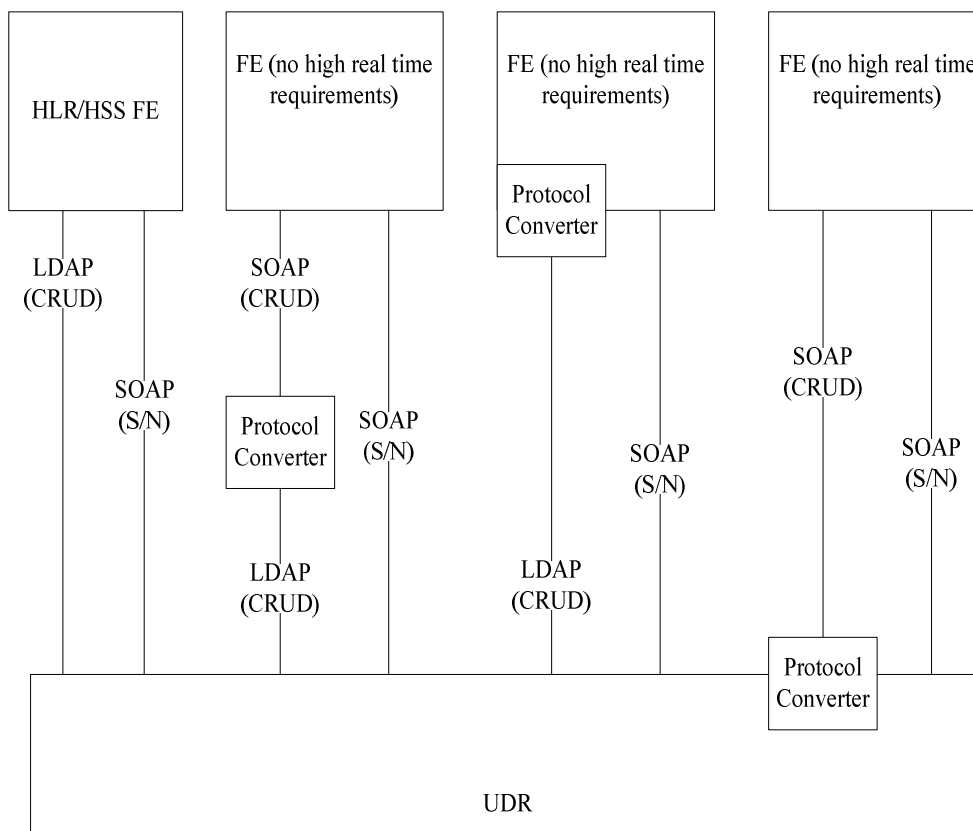 HLR/HSS FE
FE (no high real time
requirements)
FE (no high real time
requirements)
FE (no high real time
requirements)
Protocol
Converter
LDAP
(CRUD)
SOAP
(S/N)
SOAP
(CRUD)
Protocol
Converter
LDAP
(CRUD)
SOAP
(S/N)
LDAP
(CRUD)
SOAP
(S/N)
SOAP
(CRUD)
SOAP
(S/N)
Protocol
Converter
UDR